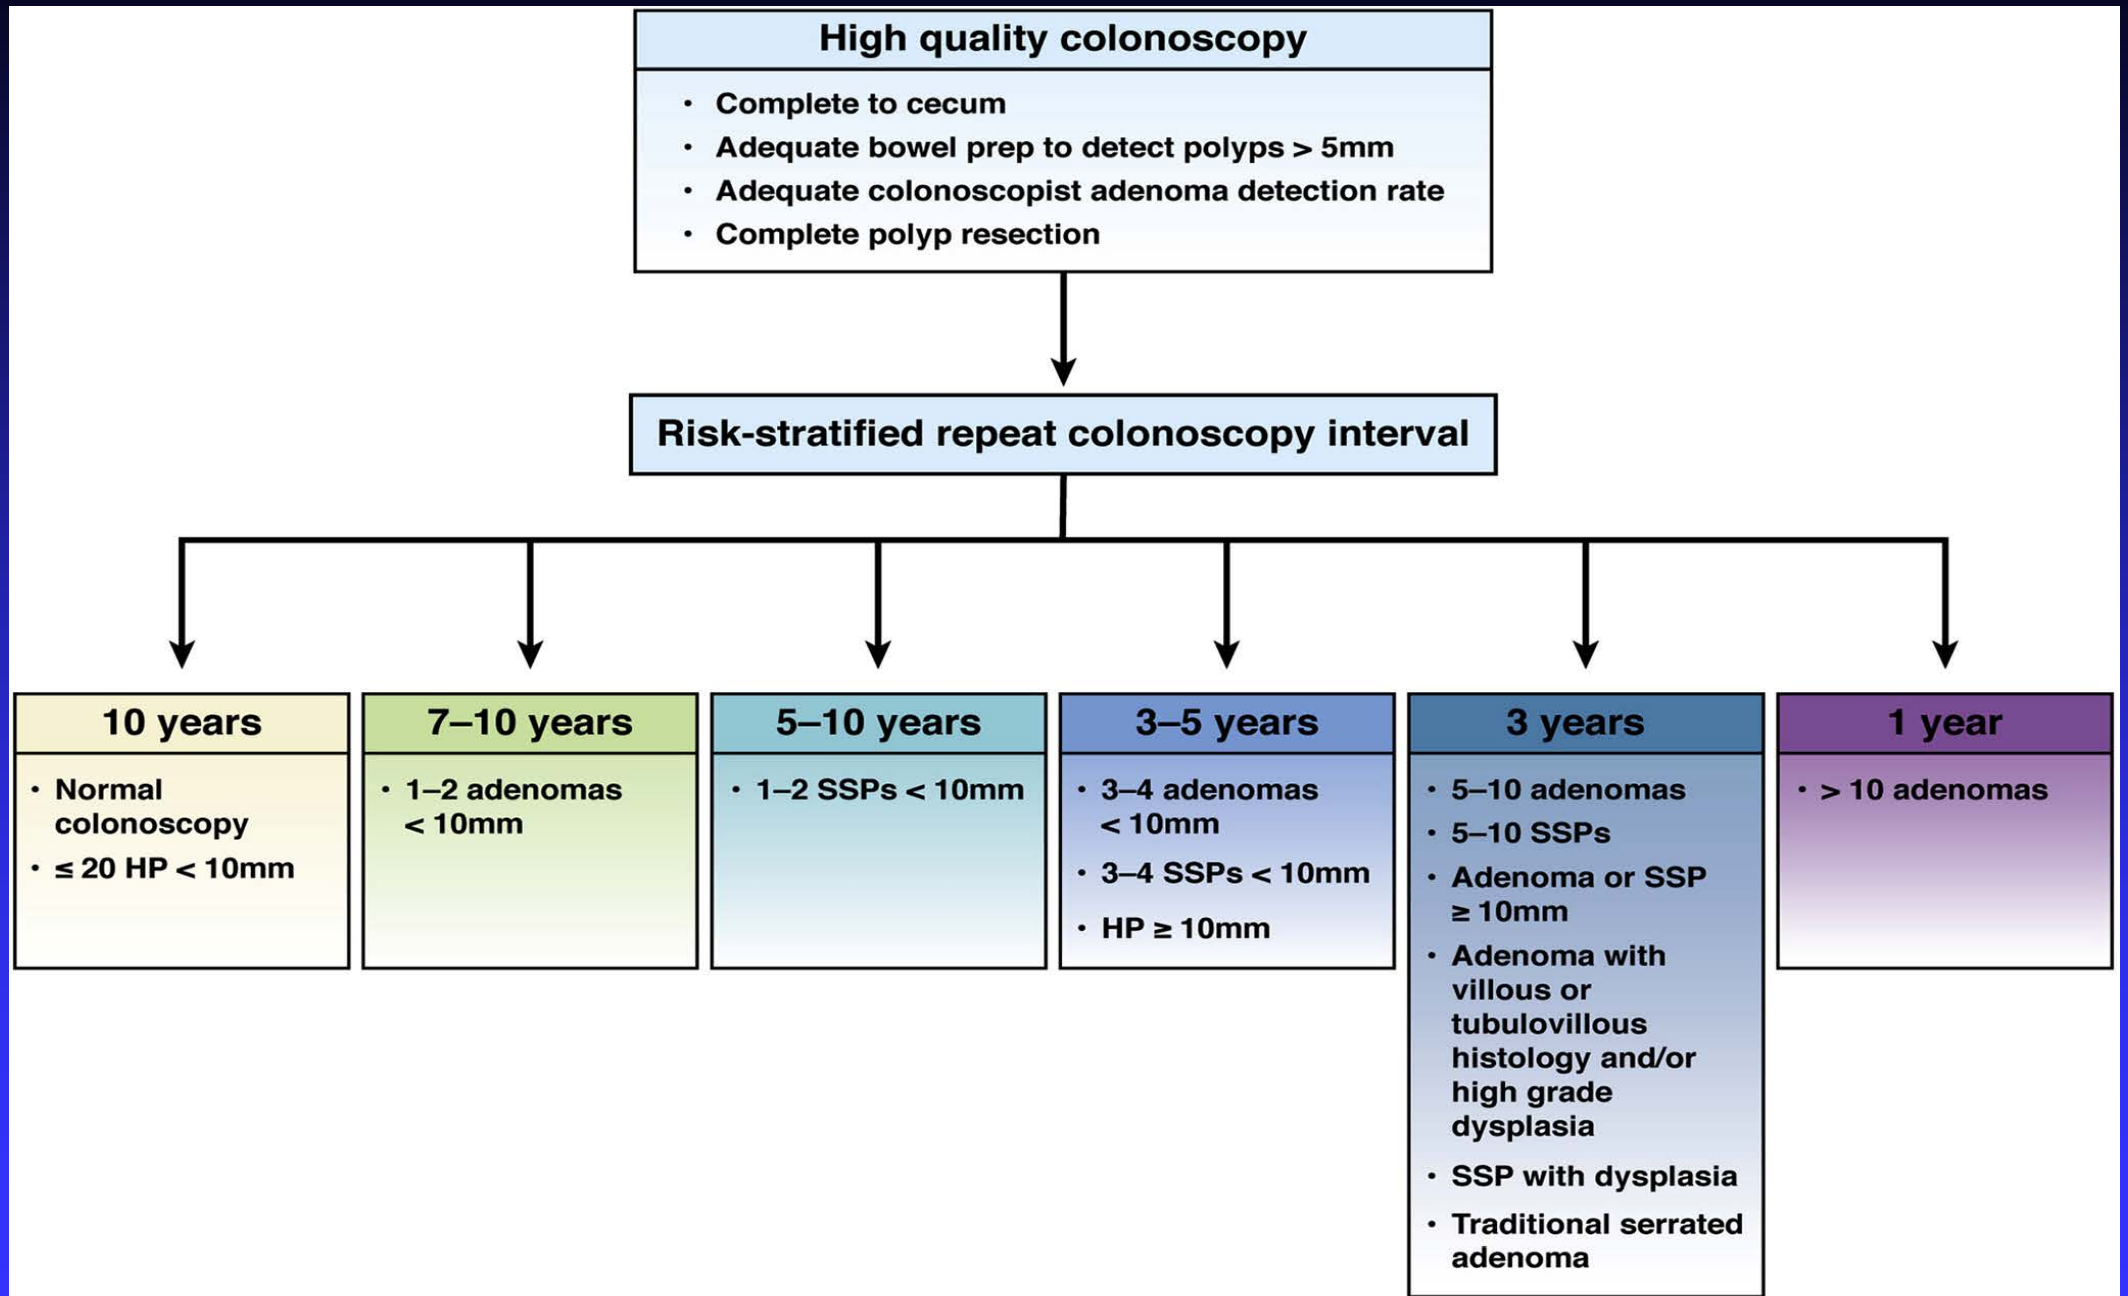 High quality colonoscopy
• Complete to cecum
• Adequate bowel prep to detect polyps > 5mm
• Adequate colonoscopist adenoma detection rate
• Complete polyp resection
Risk-stratified repeat colonoscopy interval
10 years
• Normal
colonoscopy
• ≤ 20 HP < 10mm
7–10 years
• 1–2 adenomas
< 10mm
5–10 years
• 1–2 SSPs < 10mm
3–5 years
• 3–4 adenomas
< 10mm
• 3–4 SSPs < 10mm
• HP ≥ 10mm
3 years
• 5–10 adenomas
• 5–10 SSPs
• Adenoma or SSP
≥ 10mm
• Adenoma with
villous or
tubulovillous
histology and/or
high grade
dysplasia
• SSP with dysplasia
• Traditional serrated
adenoma
1 year
• > 10 adenomas